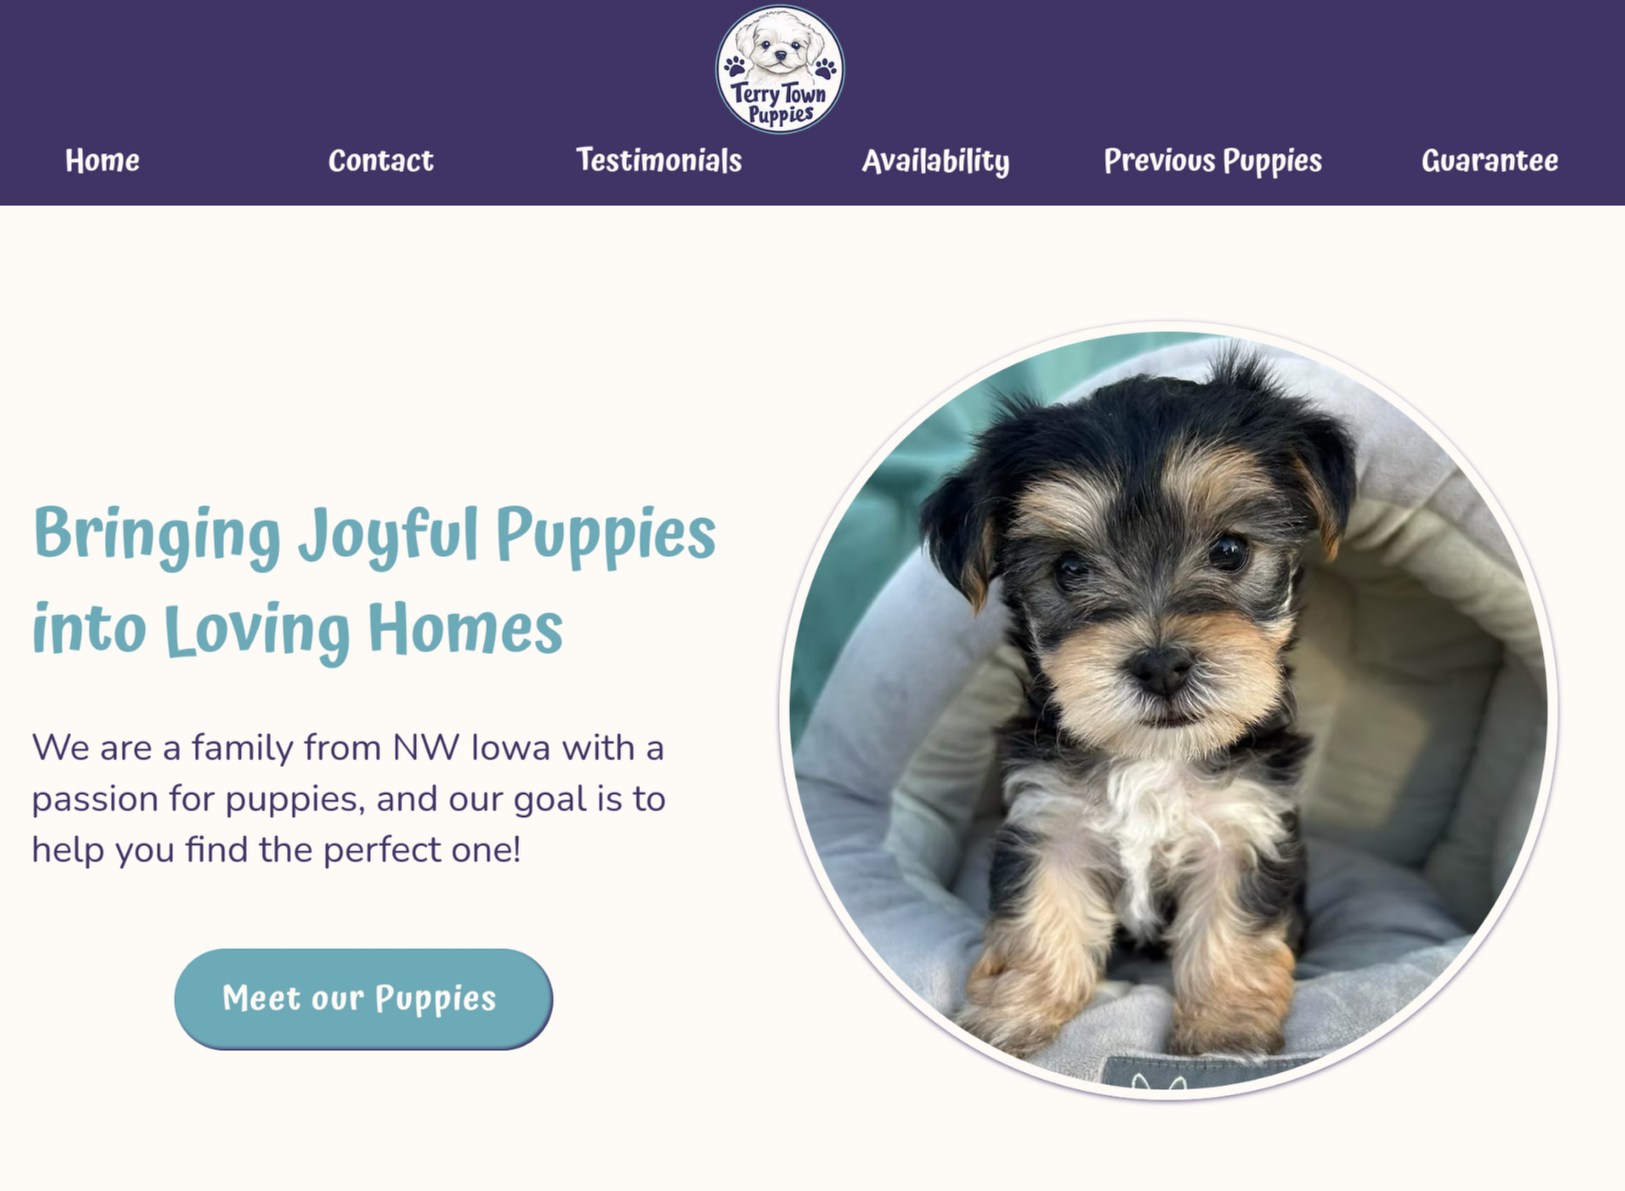 Terry Town
Puppies
Home Contact Testimonials Availability Previous Puppies Guarantee
Bringing Joyful Puppies
into Loving Homes
We are a family from NW Iowa with a
passion for puppies, and our goal is to
help you find the perfect one!
Meet our Puppies